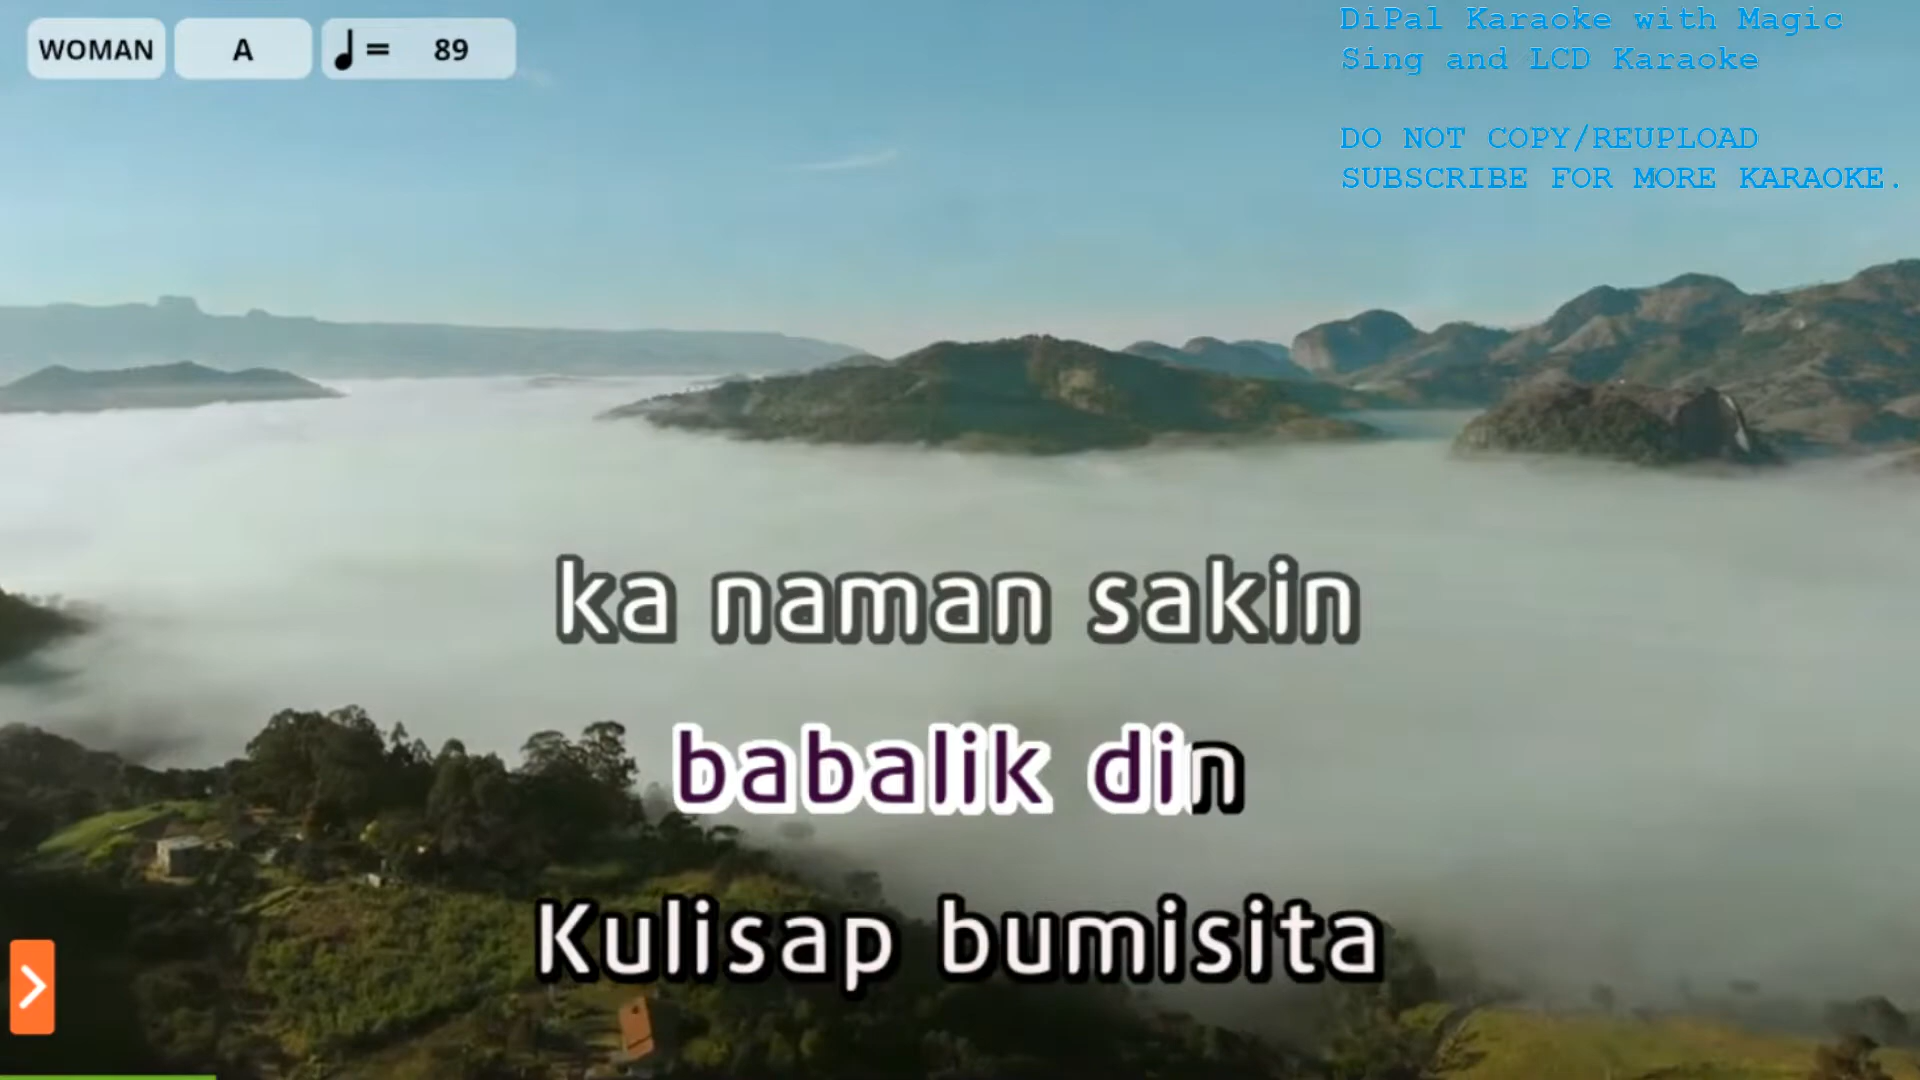 WOMAN A ♩= 89
DiPal Karaoke with Magic
Sing and LCD Karaoke
DO NOT COPY/REUPLOAD
SUBSCRIBE FOR MORE KARAOKE.
ka naman sakin
babalik din
Kulisap bumisita